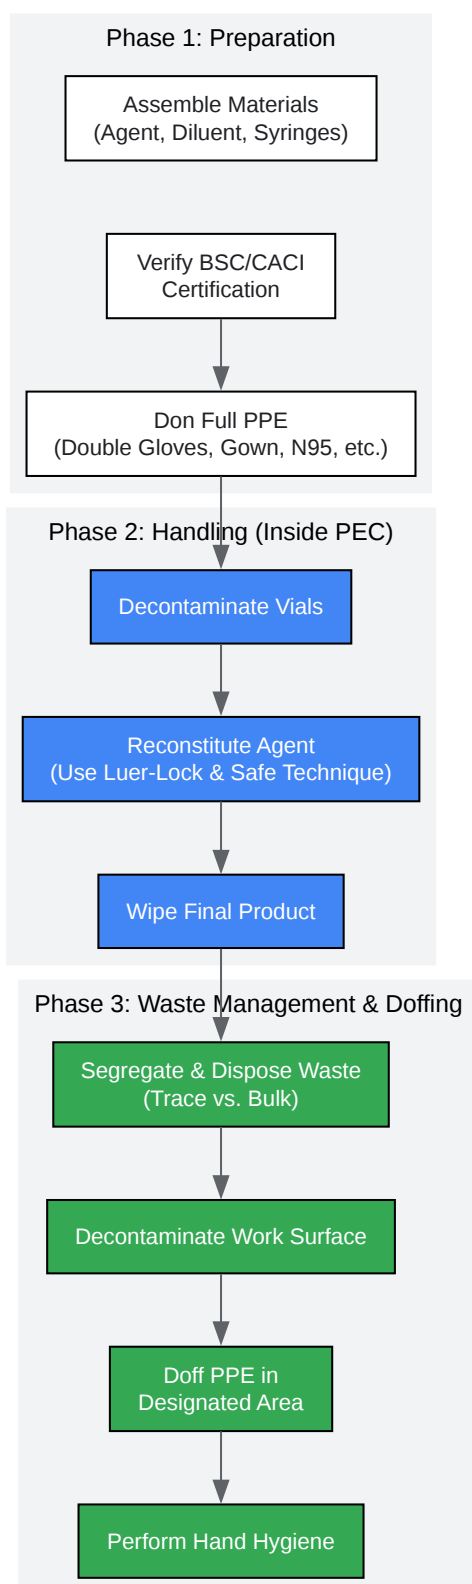 Phase 1: Preparation
Assemble Materials
(Agent, Diluent, Syringes)
Verify BSC/CACI
Certification
Don Full PPE
(Double Gloves, Gown, N95, etc.)
Phase 2: Handling (Inside PEC)
Decontaminate Vials
Reconstitute Agent
(Use Luer-Lock & Safe Technique)
Wipe Final Product
Phase 3: Waste Management & Doffing
Segregate & Dispose Waste
(Trace vs. Bulk)
Decontaminate Work Surface
Doff PPE in
Designated Area
Perform Hand Hygiene